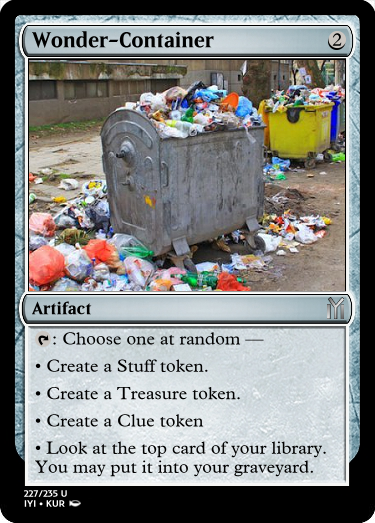 Wonder-Container 2
Artifact
: Choose one at random —
• Create a Stuff token.
• Create a Treasure token.
• Create a Clue token
• Look at the top card of your library.
You may put it into your graveyard.
227/235 U
IYI • KUR